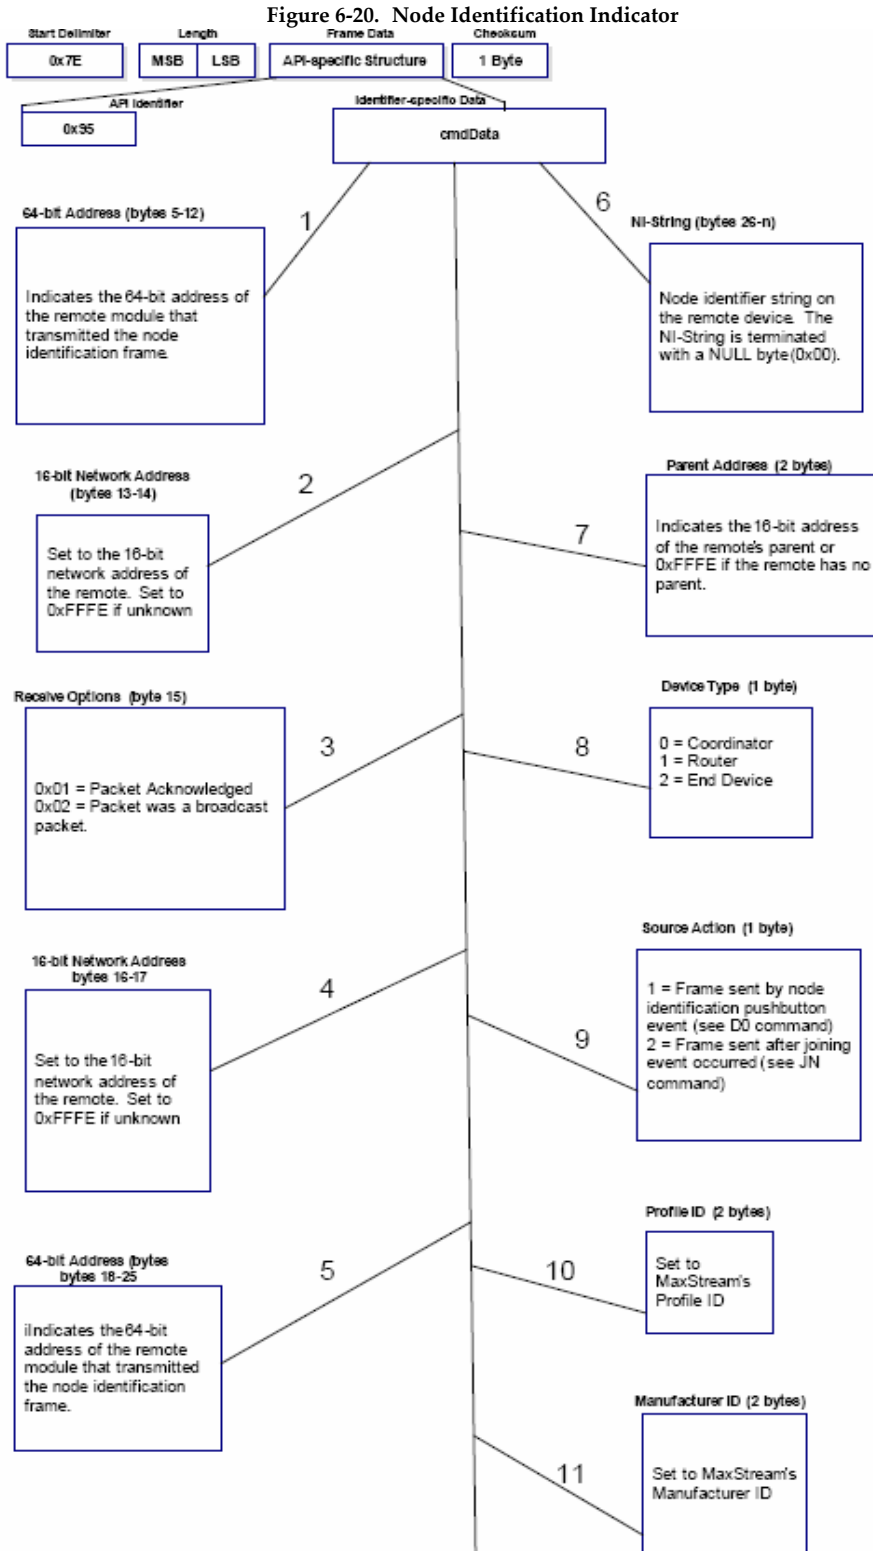 Figure 6-20. Node Identification Indicator
Start Delimiter
Length
Frame Data
Checksum
0x7E
MSB
LSB
API-specific Structure
1 Byte
API Identifier
Identifier-specific Data
0x95
cmdData
1
64-bit Address (bytes 5-12)
Indicates the 64-bit address of
the remote module that
transmitted the node
identification frame.
2
16-bit Network Address
(bytes 13-14)
Set to the 16-bit
network address of
the remote. Set to
0xFFFE if unknown
3
Receive Options (byte 15)
0x01 = Packet Acknowledged
0x02 = Packet was a broadcast
packet.
4
16-bit Network Address
bytes 16-17
Set to the 16-bit
network address of
the remote. Set to
0xFFFE if unknown
5
64-bit Address (bytes
bytes 18-25
iIndicates the 64-bit
address of the remote
module that transmitted
the node identification
frame.
6
NI-String (bytes 26-n)
Node identifier string on
the remote device. The
NI-String is terminated
with a NULL byte (0x00).
7
Parent Address (2 bytes)
Indicates the 16-bit address
of the remote's parent or
0xFFFE if the remote has no
parent.
8
Device Type (1 byte)
0 = Coordinator
1 = Router
2 = End Device
9
Source Action (1 byte)
1 = Frame sent by node
identification pushbutton
event (see D0 command)
2 = Frame sent after joining
event occurred (see JN
command)
10
Profile ID (2 bytes)
Set to
MaxStream's
Profile ID
11
Manufacturer ID (2 bytes)
Set to MaxStream's
Manufacturer ID